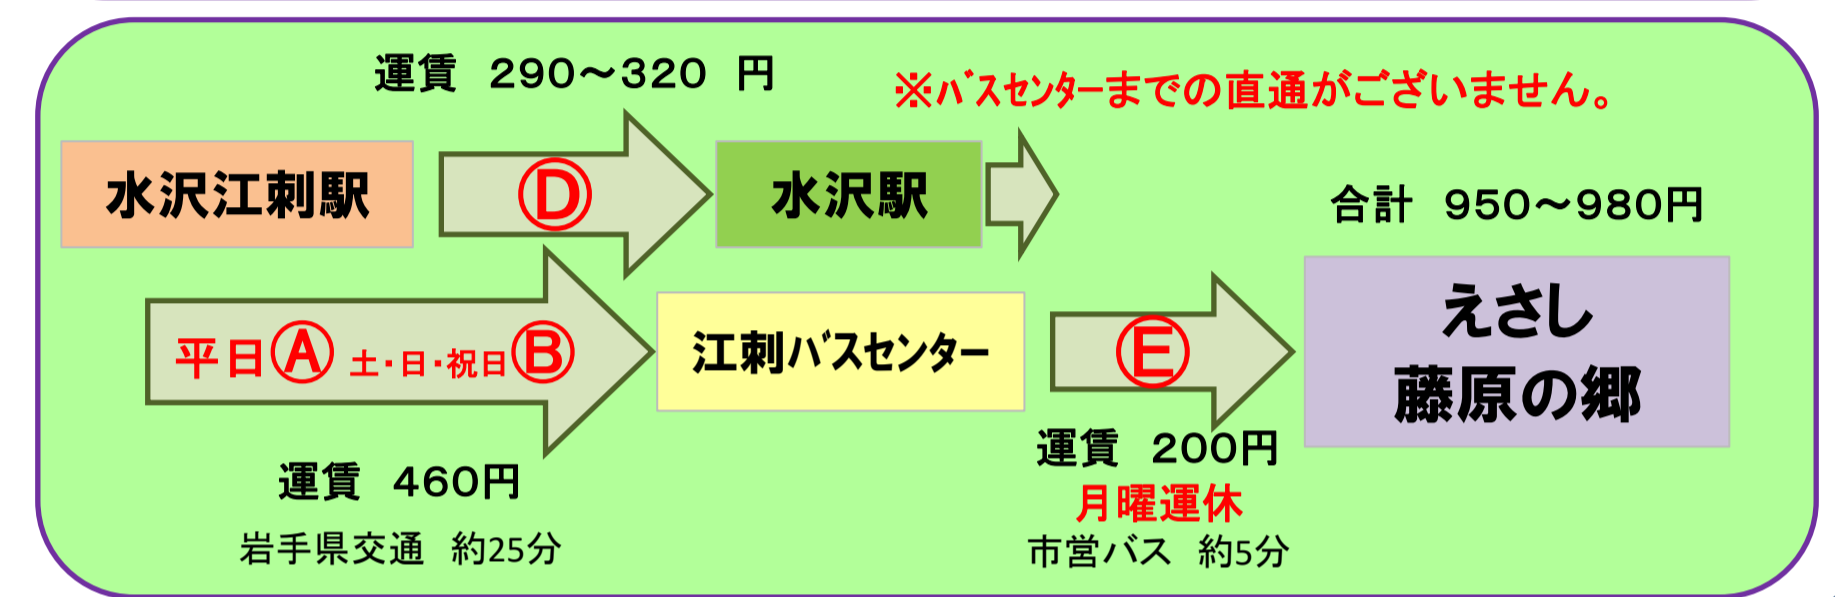 運賃　290～320　円
※ﾊﾞｽｾﾝﾀｰまでの直通がございません。
水沢江刺駅
Ⓓ
水沢駅
合計　950～980円
平日Ⓐ 土・日・祝日Ⓑ
江刺ﾊﾞｽセンター
Ⓔ
えさし
藤原の郷
運賃　460円
岩手県交通　約25分
運賃　200円
月曜運休
市営バス　約5分